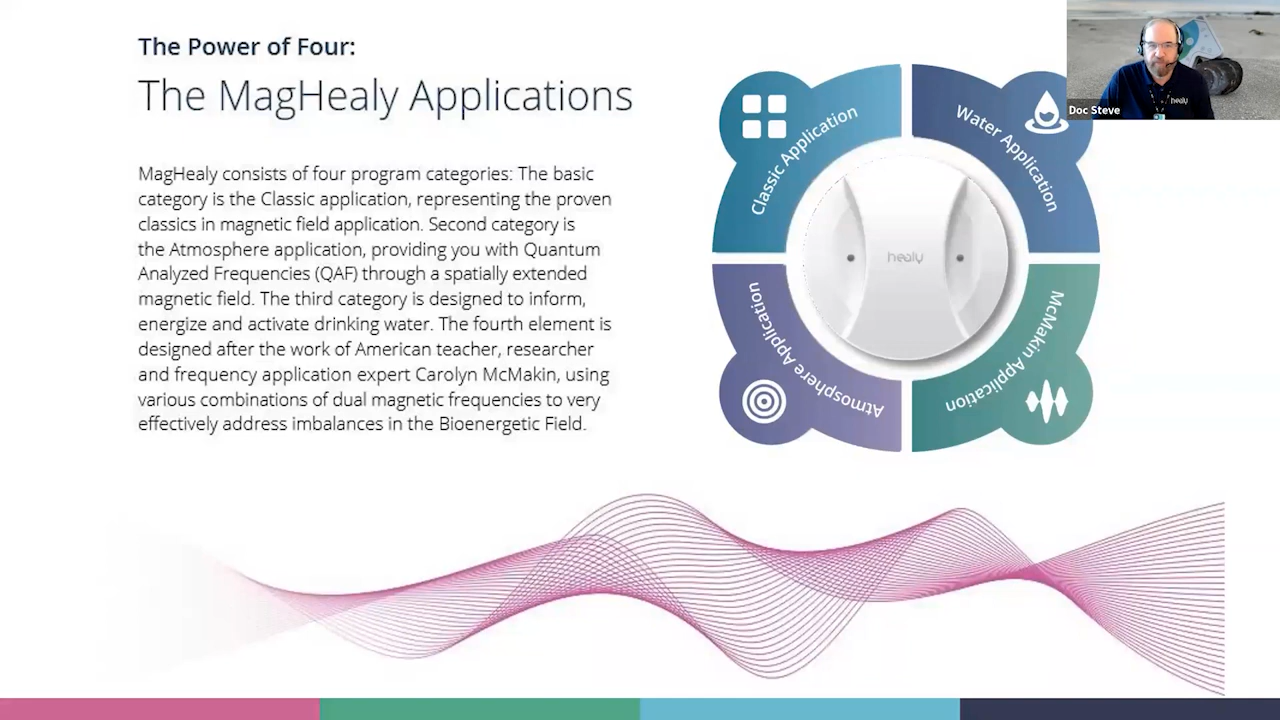 The Power of Four:
The MagHealy Applications
MagHealy consists of four program categories: The basic
category is the Classic application, representing the proven
classics in magnetic field application. Second category is
the Atmosphere application, providing you with Quantum
Analyzed Frequencies (QAF) through a spatially extended
magnetic field. The third category is designed to inform,
energize and activate drinking water. The fourth element is
designed after the work of American teacher, researcher
and frequency application expert Carolyn McMakin, using
various combinations of dual magnetic frequencies to very
effectively address imbalances in the Bioenergetic Field.
Classic Application
Water Application
healy
Atmosphere Application
McMakin Application
healy
Doc Steve